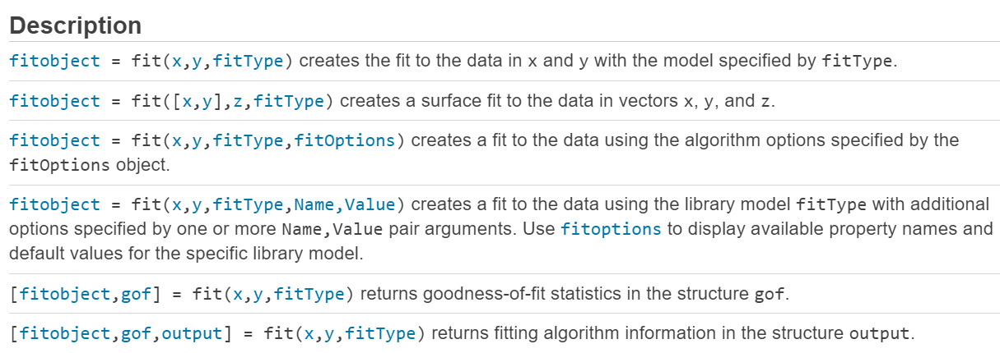 Description
fitobject = fit(x,y,fitType) creates the fit to the data in x and y with the model specified by fitType.
fitobject = fit([x,y],z,fitType) creates a surface fit to the data in vectors x, y, and z.
fitobject = fit(x,y,fitType,fitOptions) creates a fit to the data using the algorithm options specified by the
fitOptions object.
fitobject = fit(x,y,fitType,Name,Value) creates a fit to the data using the library model fitType with additional
options specified by one or more Name,Value pair arguments. Use fitoptions to display available property names and
default values for the specific library model.
[fitobject,gof] = fit(x,y,fitType) returns goodness-of-fit statistics in the structure gof.
[fitobject,gof,output] = fit(x,y,fitType) returns fitting algorithm information in the structure output.